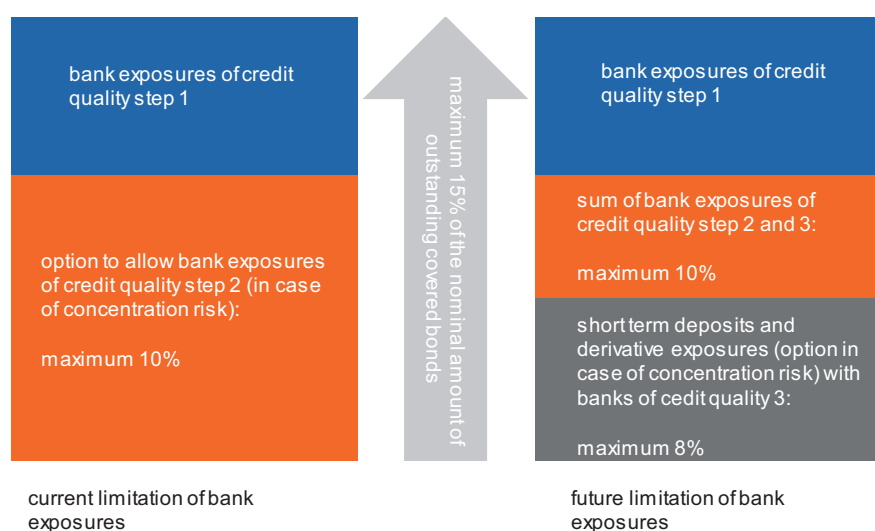 bank exposures of credit
quality step 1
option to allow bank exposures
of credit quality step 2 (in case
of concentration risk):
maximum 10%
current limitation of bank
exposures
maximum 15% of the nominal amount of
outstanding covered bonds
bank exposures of credit
quality step 1
sum of bank exposures of
credit quality step 2 and 3:
maximum 10%
short term deposits and
derivative exposures (option in
case of concentration risk) with
banks of cedit quality 3:
maximum 8%
future limitation of bank
exposures